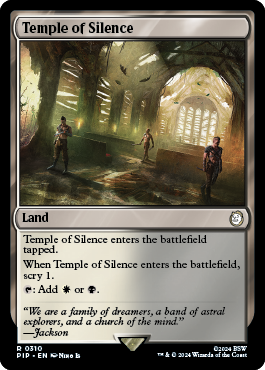 Temple of Silence
Land
Temple of Silence enters the battlefield
tapped.
When Temple of Silence enters the battlefield,
scry 1.
: Add or .
"We are a family of dreamers, a band of astral
explorers, and a church of the mind."
—Jackson
R 0310
PIP • EN Nino Is
™ & © 2024 Wizards of the Coast
©2024 BSW